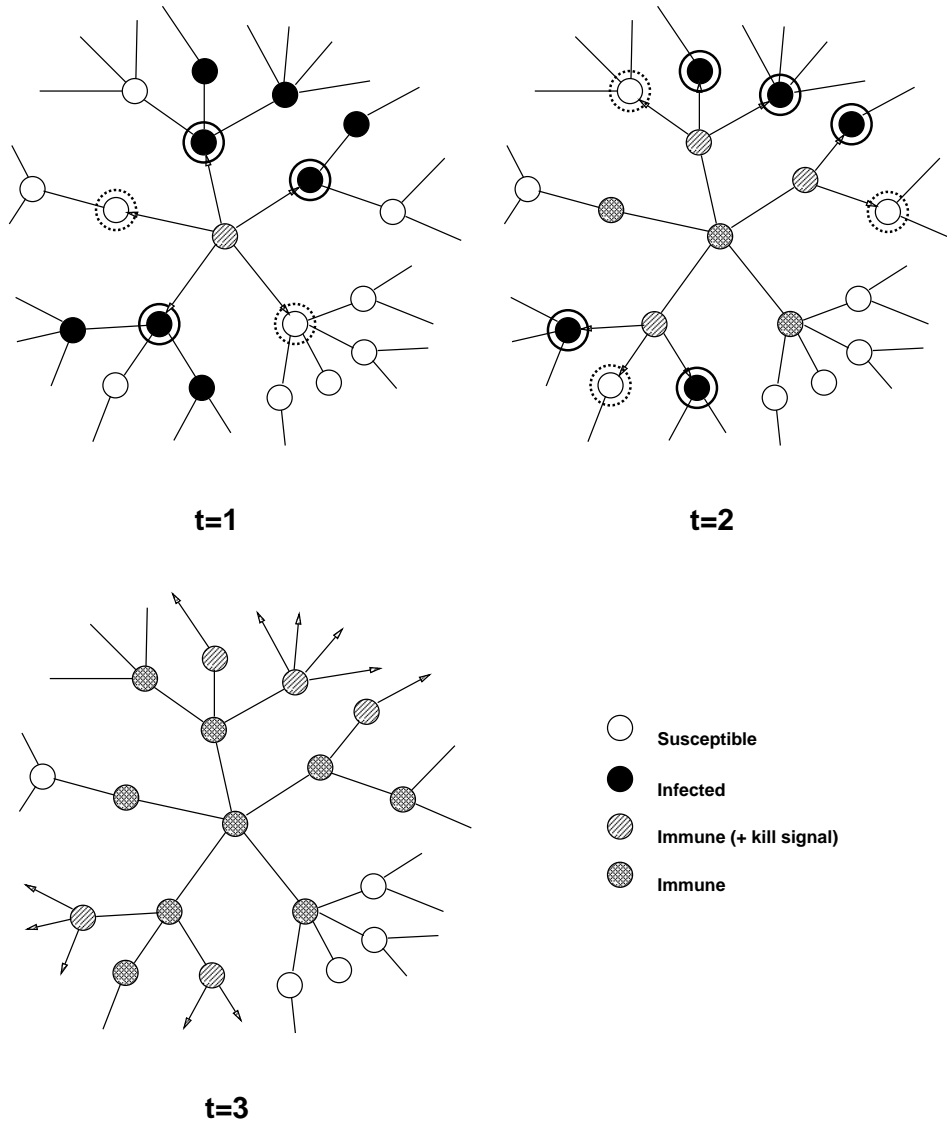 t=1
t=2
Susceptible
Infected
Immune (+ kill signal)
Immune
t=3